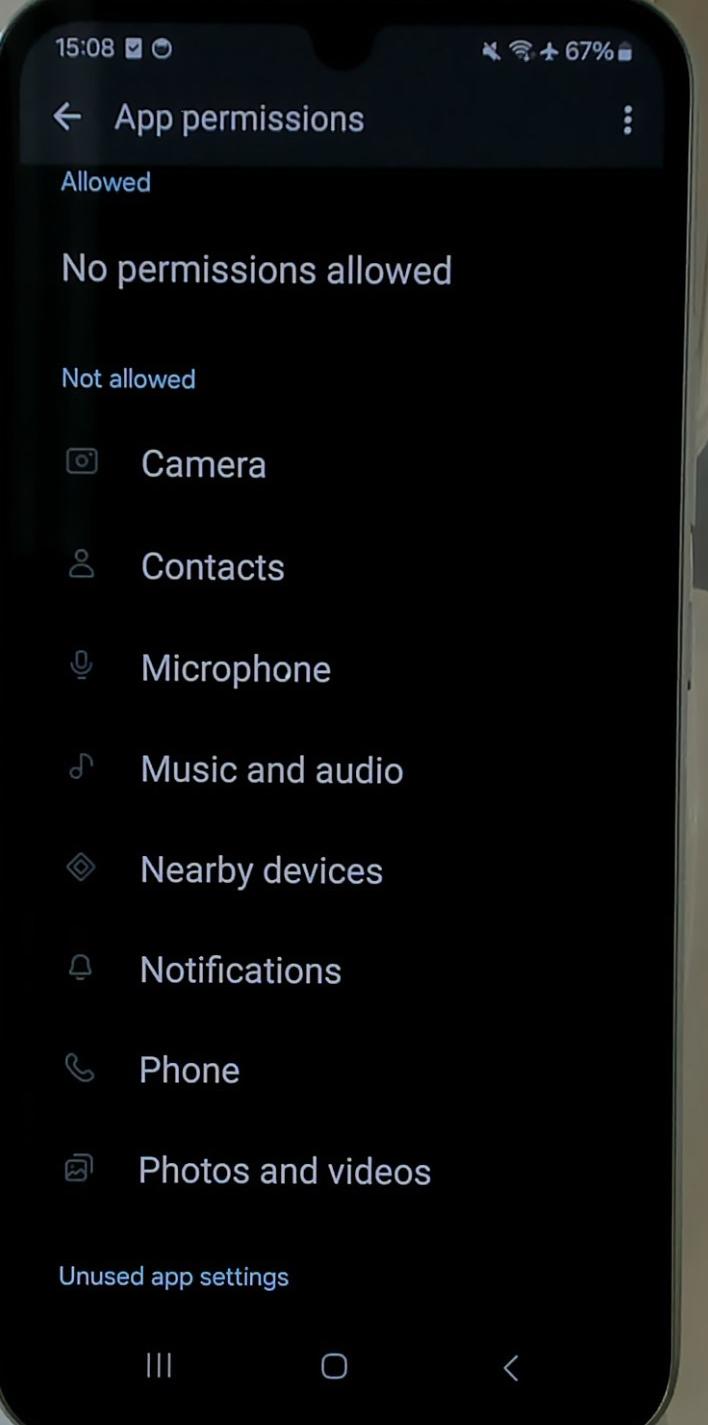 15:08
67%
App permissions
Allowed
No permissions allowed
Not allowed
Camera
Contacts
Microphone
Music and audio
Nearby devices
Notifications
Phone
Photos and videos
Unused app settings